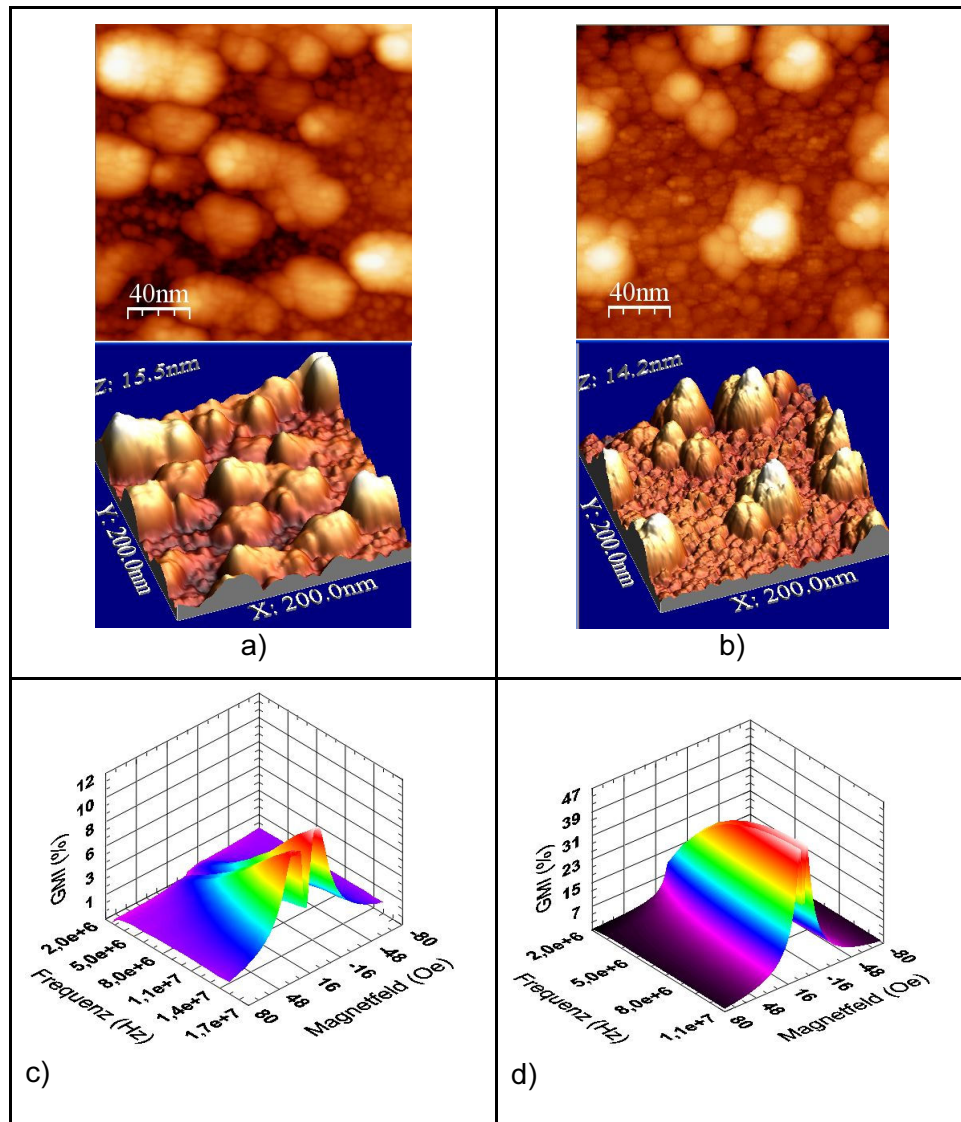 40nm
Z: 15.5nm
Y: 200.0nm
X: 200.0nm
a)
40nm
Z: 14.2nm
Y: 200.0nm
X: 200.0nm
b)
12
10
8
6
3
1
GMI (%)
2,0e+6
5,0e+6
8,0e+6
1,1e+7
1,4e+7
1,7e+7
Frequenz (Hz)
80
48
16
-16
-48
-80
Magnetfeld (Oe)
c)
47
39
31
23
15
7
GMI (%)
2,0e+6
5,0e+6
8,0e+6
1,1e+7
Frequenz (Hz)
80
48
16
-16
-48
-80
Magnetfeld (Oe)
d)